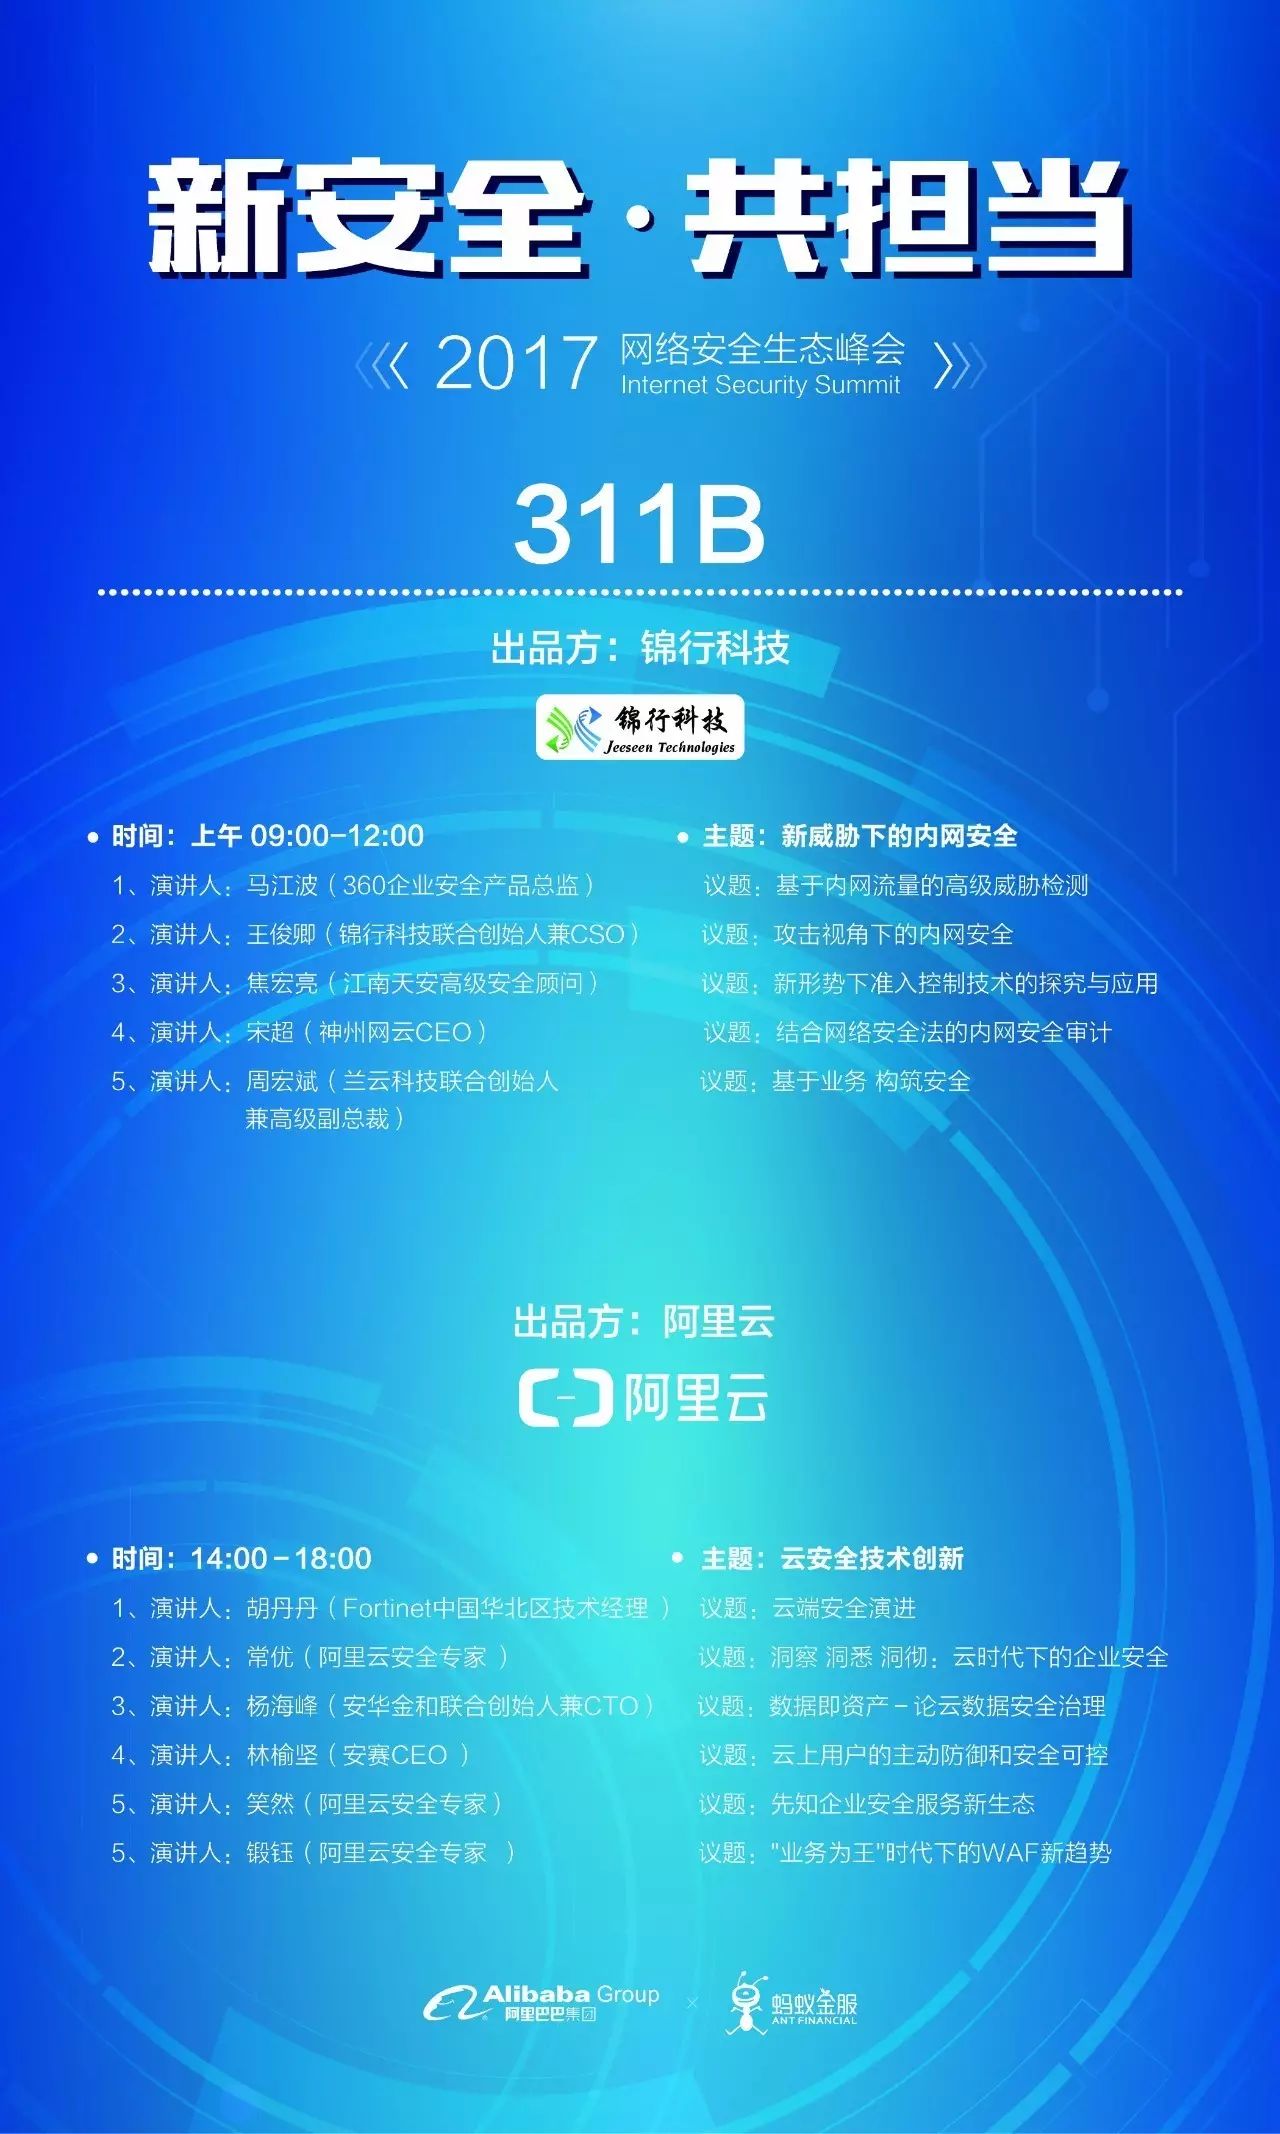 新安全·共担当
2017 网络安全生态峰会
Internet Security Summit
311B
出品方：锦行科技
锦行科技
Jeeseen Technologies
时间：上午 09:00-12:00 主题：新威胁下的内网安全
1、演讲人：马江波（360企业安全产品总监） 议题：基于内网流量的高级威胁检测
2、演讲人：王俊卿（锦行科技联合创始人兼CSO） 议题：攻击视角下的内网安全
3、演讲人：焦宏亮（江南天安高级安全顾问） 议题：新形势下准入控制技术的探究与应用
4、演讲人：宋超（神州网云CEO） 议题：结合网络安全法的内网安全审计
5、演讲人：周宏斌（兰云科技联合创始人 议题：基于业务 构筑安全
兼高级副总裁）
出品方：阿里云
阿里云
时间：14:00-18:00 主题：云安全技术创新
1、演讲人：胡丹丹（Fortinet中国华北区技术经理 ） 议题：云端安全演进
2、演讲人：常优（阿里云安全专家 ） 议题：洞察 洞悉 洞彻：云时代下的企业安全
3、演讲人：杨海峰（安华金和联合创始人兼CTO） 议题：数据即资产-论云数据安全治理
4、演讲人：林榆坚（安赛CEO ） 议题：云上用户的主动防御和安全可控
5、演讲人：笑然（阿里云安全专家） 议题：先知企业安全服务新生态
5、演讲人：锻钰（阿里云安全专家 ） 议题："业务为王"时代下的WAF新趋势
Alibaba Group × 蚂蚁金服
阿里巴巴集团 ANT FINANCIAL